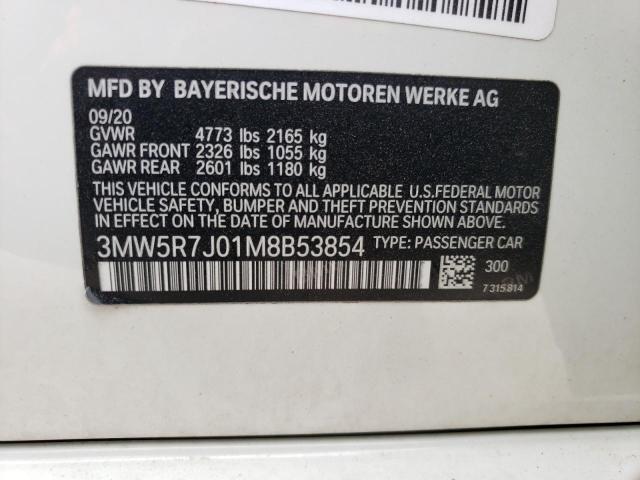 MFD BY BAYERISCHE MOTOREN WERKE AG
09/20
GVWR 4773 lbs 2165 kg
GAWR FRONT 2326 lbs 1055 kg
GAWR REAR 2601 lbs 1180 kg
THIS VEHICLE CONFORMS TO ALL APPLICABLE U.S.FEDERAL MOTOR
VEHICLE SAFETY, BUMPER AND THEFT PREVENTION STANDARDS IN
EFFECT ON THE DATE OF MANUFACTURE SHOWN ABOVE.
3MW5R7J01M8B53854 TYPE: PASSENGER CAR
300
7315814